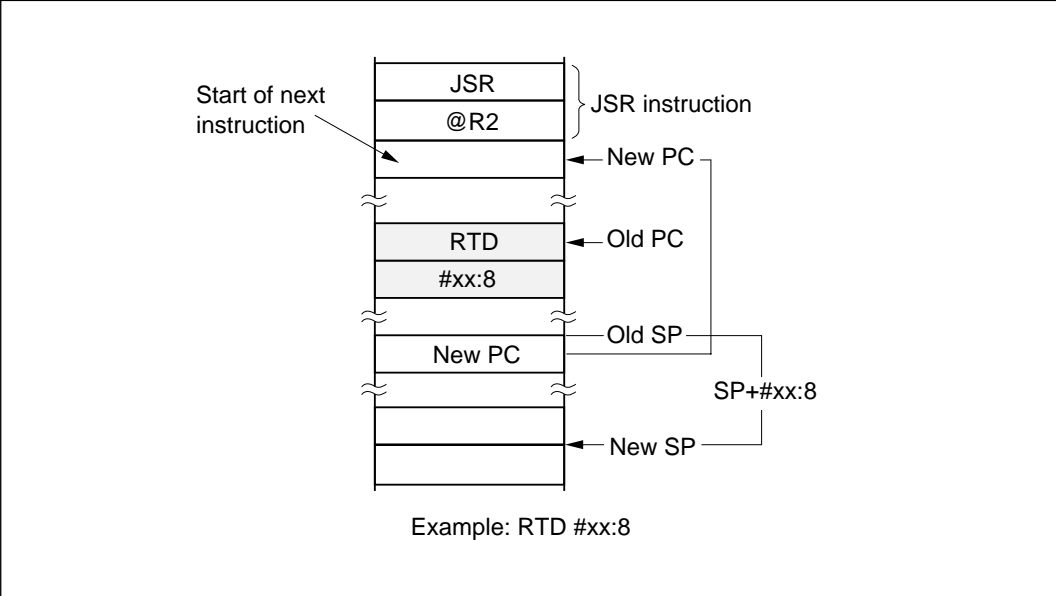 JSR
Start of next
instruction
JSR instruction
@R2
New PC
RTD
Old PC
#xx:8
Old SP
New PC
SP+#xx:8
New SP
Example: RTD #xx:8